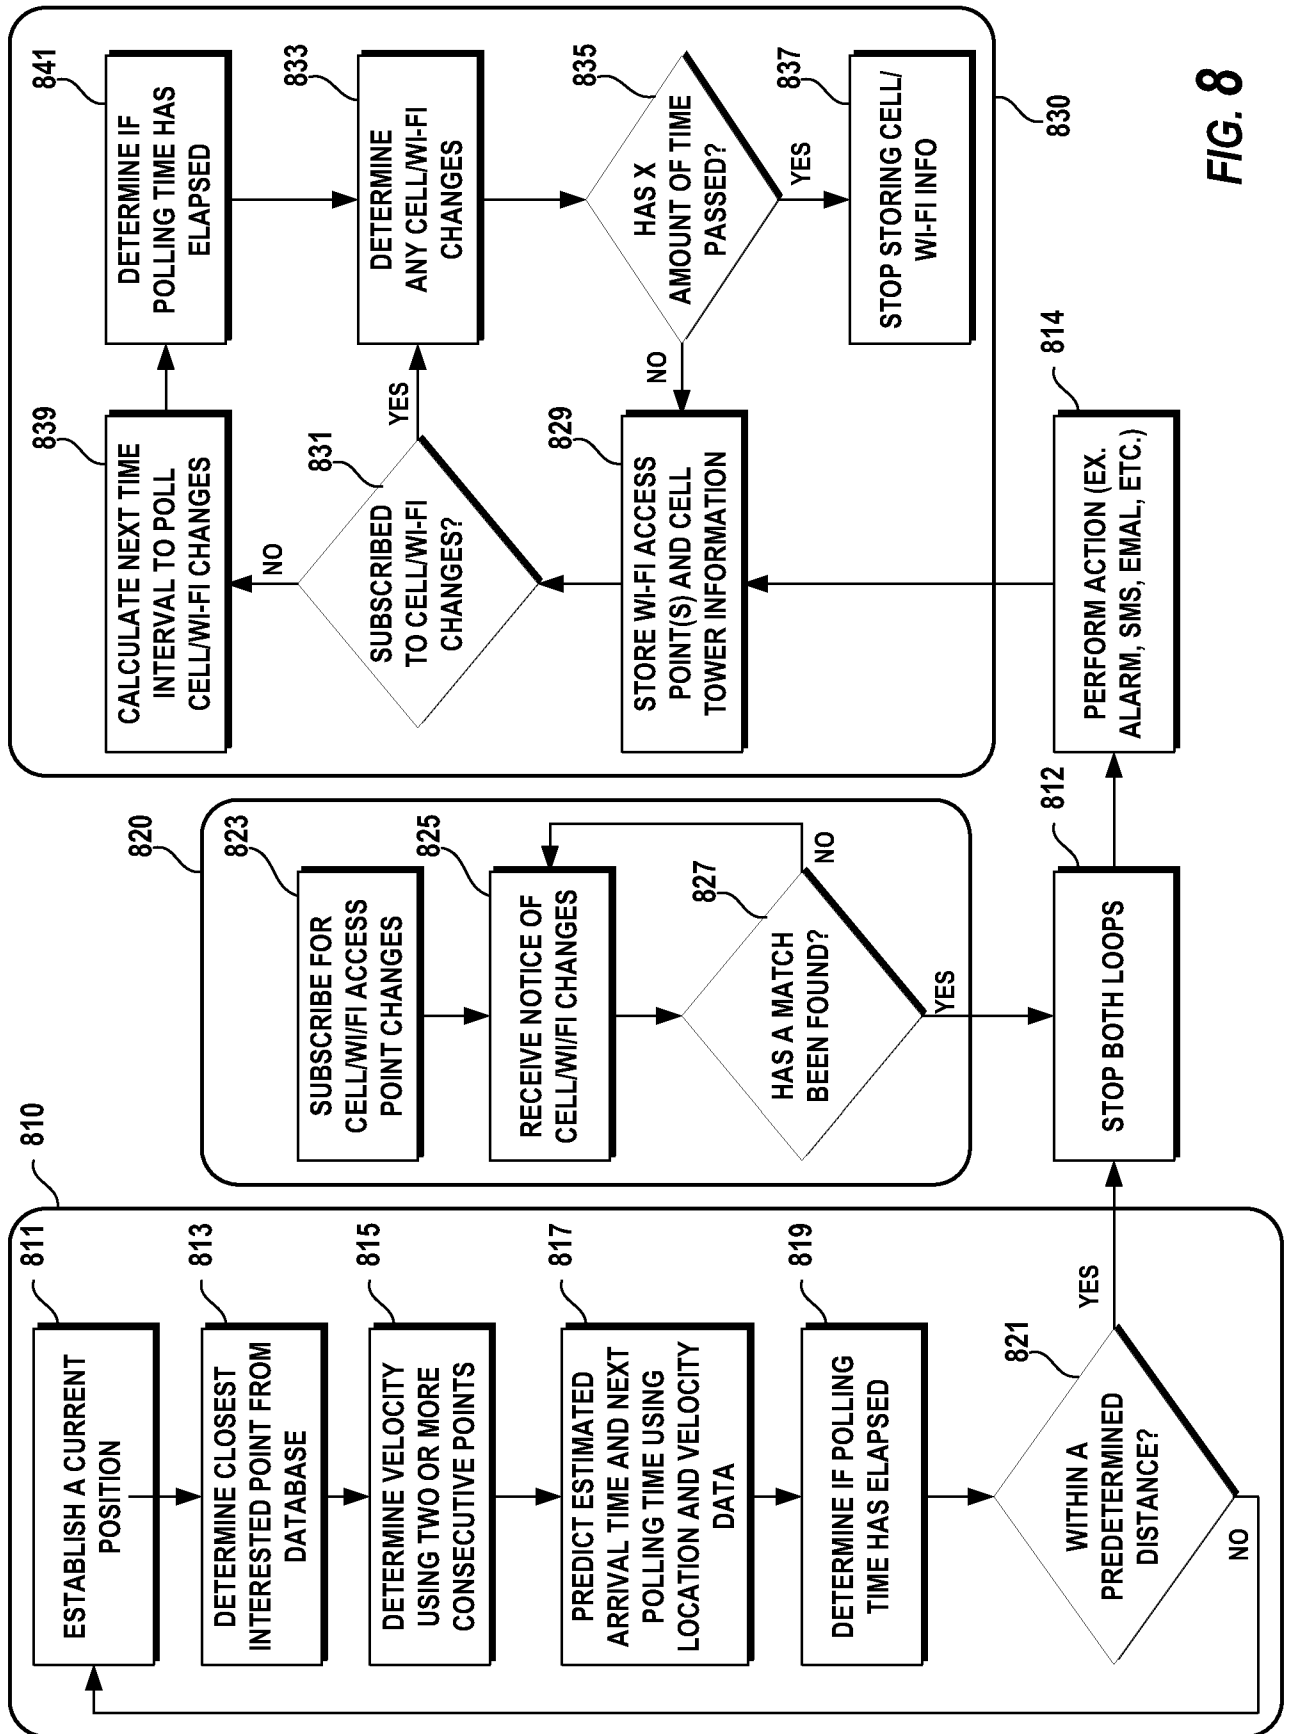 810
811
ESTABLISH A CURRENT
POSITION
813
DETERMINE CLOSEST
INTERESTED POINT FROM
DATABASE
815
DETERMINE VELOCITY
USING TWO OR MORE
CONSECUTIVE POINTS
817
PREDICT ESTIMATED
ARRIVAL TIME AND NEXT
POLLING TIME USING
LOCATION AND VELOCITY
DATA
819
DETERMINE IF POLLING
TIME HAS ELAPSED
821
WITHIN A
PREDETERMINED
DISTANCE?
YES
NO
820
823
SUBSCRIBE FOR
CELL/WI/FI ACCESS
POINT CHANGES
825
RECEIVE NOTICE OF
CELL/WI/FI CHANGES
827
HAS A MATCH
BEEN FOUND?
NO
YES
812
STOP BOTH LOOPS
814
PERFORM ACTION (EX.
ALARM, SMS, EMAL, ETC.)
839
CALCULATE NEXT TIME
INTERVAL TO POLL
CELL/WI-FI CHANGES
841
DETERMINE IF
POLLING TIME HAS
ELAPSED
NO
831
SUBSCRIBED
TO CELL/WI-FI
CHANGES?
YES
833
DETERMINE
ANY CELL/WI-FI
CHANGES
829
STORE WI-FI ACCESS
POINT(S) AND CELL
TOWER INFORMATION
NO
835
HAS X
AMOUNT OF TIME
PASSED?
YES
837
STOP STORING CELL/
WI-FI INFO
830
FIG. 8